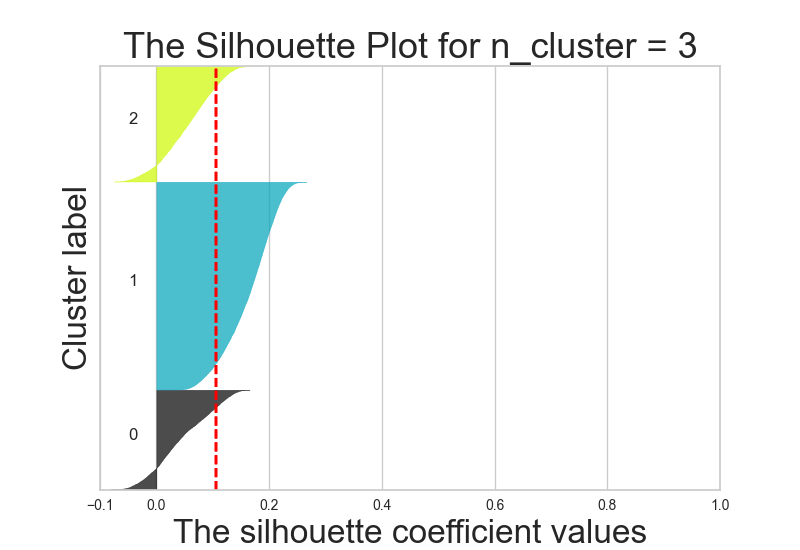 The Silhouette Plot for n_cluster = 3
Cluster label
2
1
0
−0.1 0.0 0.2 0.4 0.6 0.8 1.0
The silhouette coefficient values